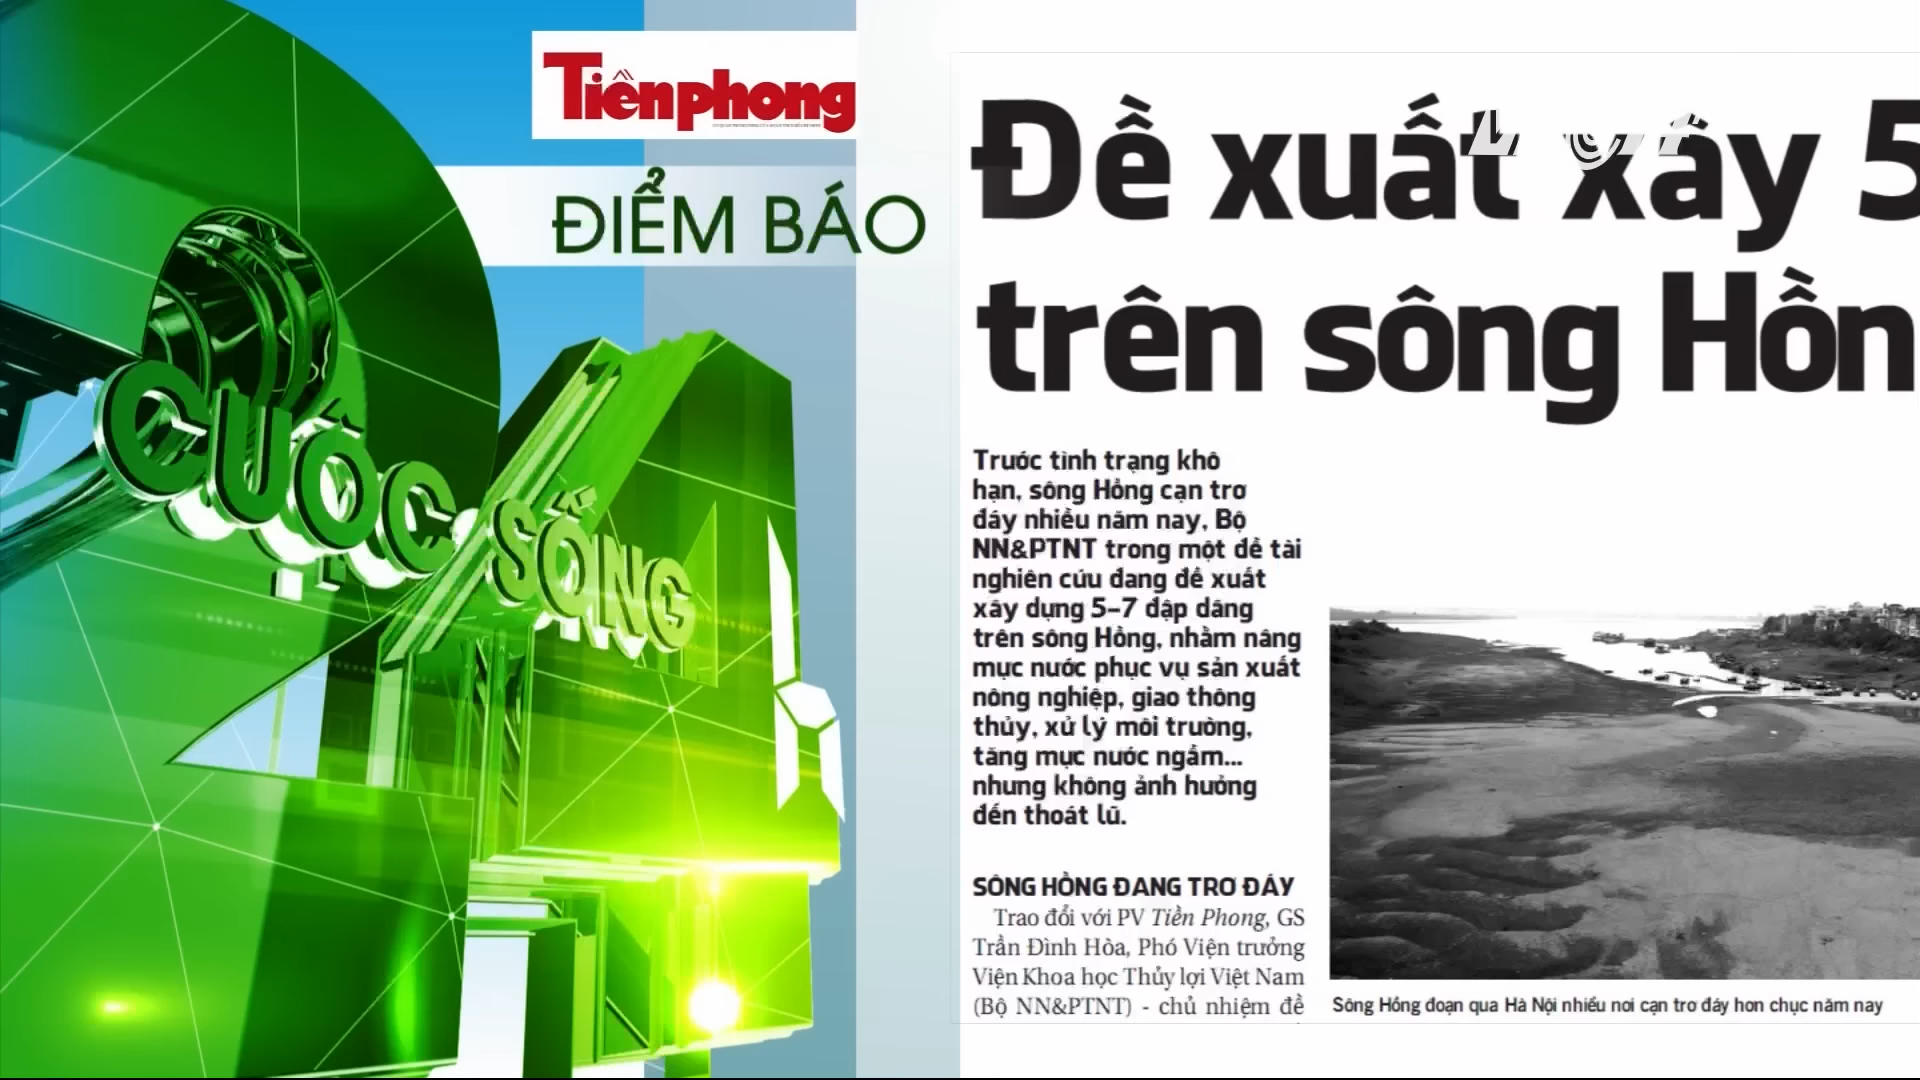 Tiềnphong
ĐIỂM BÁO
CUỘC SỐNG
24
Đề xuất xây 5
trên sông Hồn
Trước tình trạng khô
hạn, sông Hồng cạn trơ
đáy nhiều năm nay, Bộ
NN&PTNT trong một đề tài
nghiên cứu đang đề xuất
xây dựng 5-7 đập dâng
trên sông Hồng, nhằm nâng
mực nước phục vụ sản xuất
nông nghiệp, giao thông
thủy, xử lý môi trường,
tăng mực nước ngầm...
nhưng không ảnh hưởng
đến thoát lũ.
SÔNG HỒNG ĐANG TRƠ ĐÁY
Trao đổi với PV Tiền Phong, GS
Trần Đình Hòa, Phó Viện trưởng
Viện Khoa học Thủy lợi Việt Nam
(Bộ NN&PTNT) - chủ nhiệm đề
Sông Hồng đoạn qua Hà Nội nhiều nơi cạn trơ đáy hơn chục năm nay